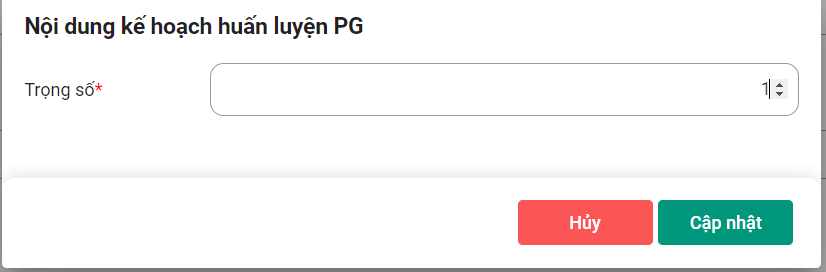 Nội dung kế hoạch huấn luyện PG
Trọng số*
1
Hủy
Cập nhật